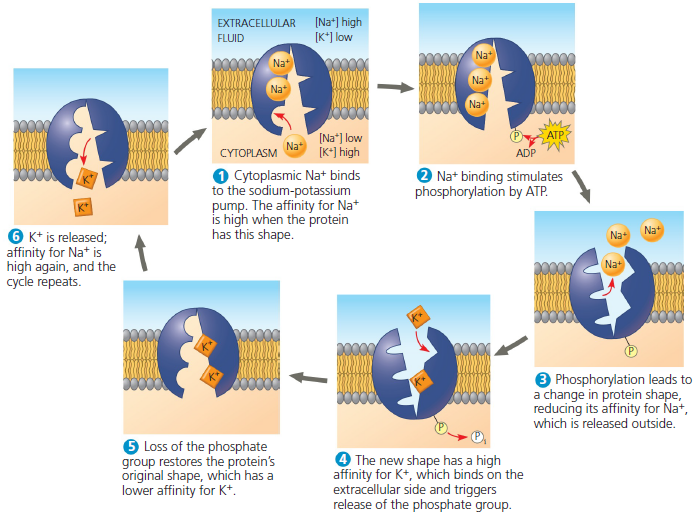 EXTRACELLULAR FLUID
[Na+] high
[K+] low
Na+
Na+
Na+
CYTOPLASM
[Na+] low
[K+] high
1 Cytoplasmic Na+ binds
to the sodium-potassium
pump. The affinity for Na+
is high when the protein
has this shape.
Na+
Na+
Na+
P
ATP
ADP
2 Na+ binding stimulates
phosphorylation by ATP.
Na+
Na+
Na+
P
3 Phosphorylation leads to
a change in protein shape,
reducing its affinity for Na+,
which is released outside.
K+
K+
P
Pi
4 The new shape has a high
affinity for K+, which binds on the
extracellular side and triggers
release of the phosphate group.
K+
K+
5 Loss of the phosphate
group restores the protein's
original shape, which has a
lower affinity for K+.
K+
K+
6 K+ is released;
affinity for Na+ is
high again, and the
cycle repeats.